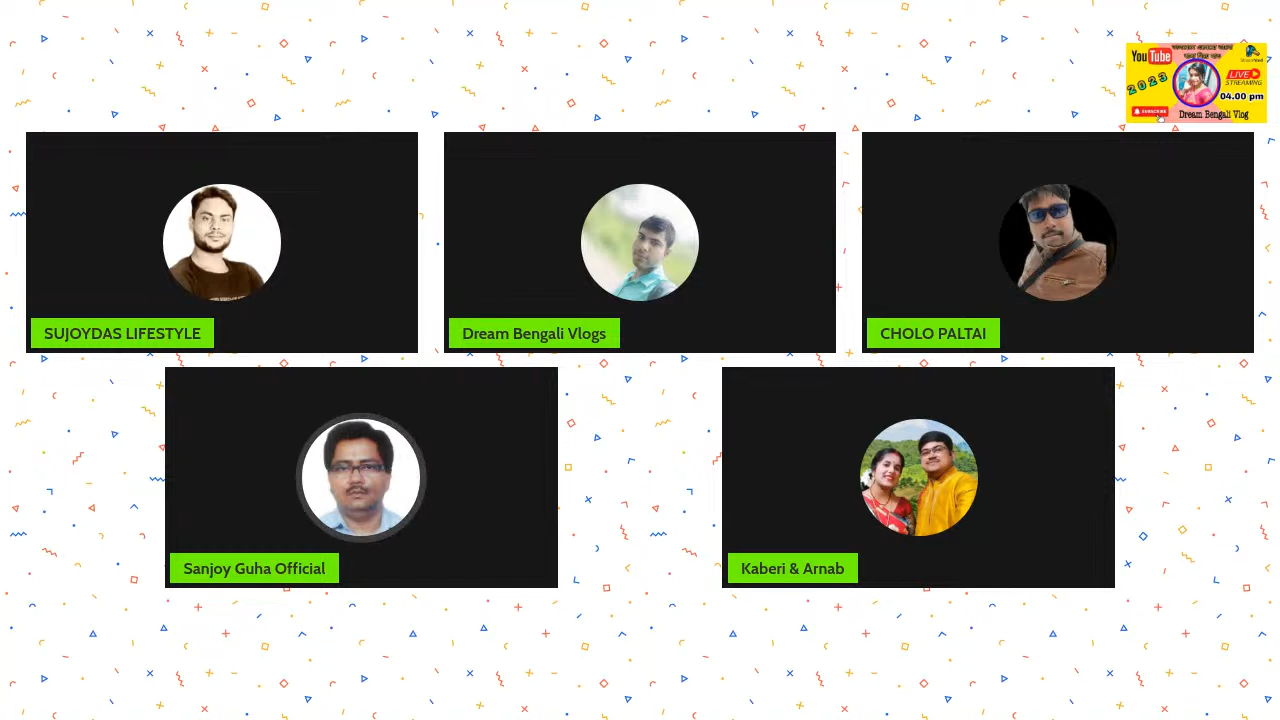 You Tube
2023
LIVE
STREAMING
04.00 pm
SUBSCRIBE
Dream Bengali Vlog
SUJOYDAS LIFESTYLE
Dream Bengali Vlogs
CHOLO PALTAI
Sanjoy Guha Official
Kaberi & Arnab